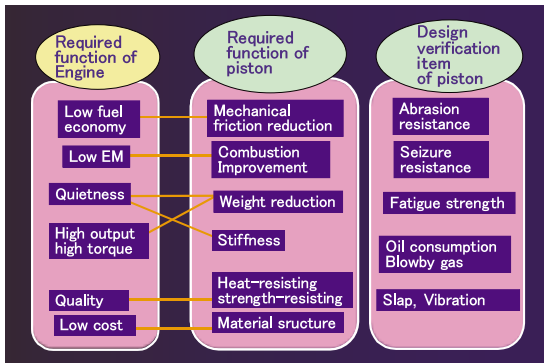 Required
function of
Engine
Low fuel
economy
Low EM
Quietness
High output
high torque
Quality
Low cost
Required
function of
piston
Mechanical
friction reduction
Combustion
Improvement
Weight reduction
Stiffness
Heat-resisting
strength-resisting
Material sructure
Design
verification
item
of piston
Abrasion
resistance
Seizure
resistance
Fatigue strength
Oil consumption
Blowby gas
Slap, Vibration